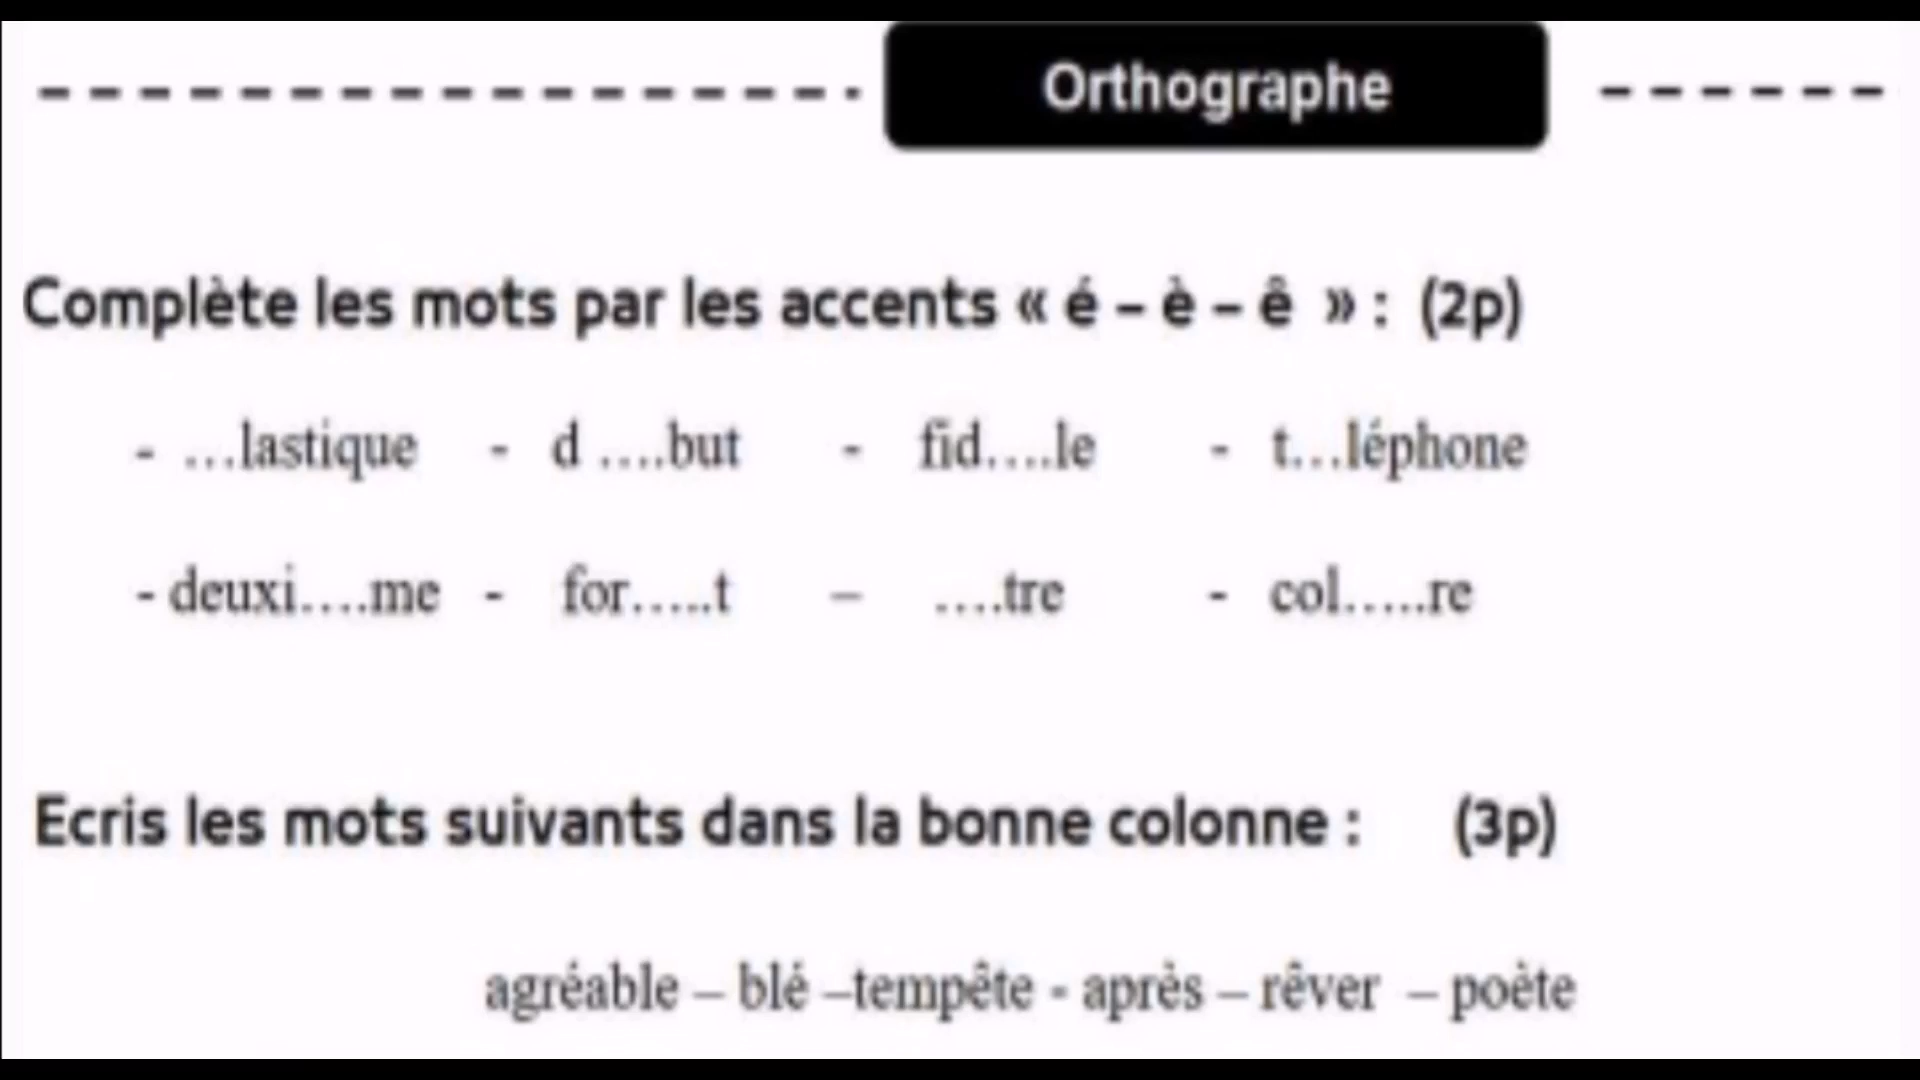 Orthographe
Complète les mots par les accents « é – è – ê » : (2p)
- …lastique - d ….but - fid….le - t…léphone
- deuxi….me - for…..t – ….tre - col…..re
Ecris les mots suivants dans la bonne colonne : (3p)
agréable – blé –tempête - après – rêver – poète